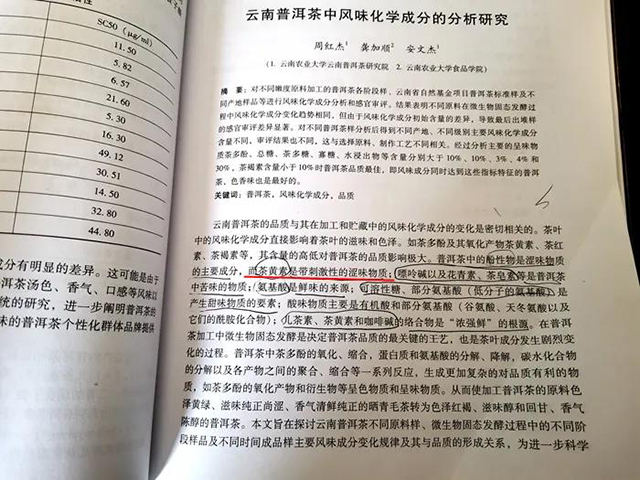 SC50 (μg/ml)
11.50
5.82
6.57
21.60
5.30
16.30
49.12
30.51
14.50
32.80
44.80
成分有明显的差异。这可能是由于
洱茶汤色、香气、口感等风味以
统的研究，进一步阐明普洱茶的
味的普洱茶个性化群体品牌提供
云南普洱茶中风味化学成分的分析研究
周红杰¹ 龚加顺² 安文杰¹
(1. 云南农业大学云南普洱茶研究院 2. 云南农业大学食品学院)
摘 要：对不同嫩度原料加工的普洱茶各阶段样、云南省自然基金项目普洱茶标准样及不
同产地样品等进行风味化学成分分析和感官审评。结果表明不同原料在微生物固态发酵过
程中风味化学成分变化趋势相同，但由于风味化学成分初始含量的差异，导致最后出堆样
的感官审评差异显著。对不同普洱茶样分析后得到不同产地、不同级别主要风味化学成分
含量不同，审评结果也不同，这与选择原料、制作工艺不同相关。经过分析主要的呈味物
质茶多酚、总糖、茶多糖、寡糖、水浸出物等含量分别大于10%、10%、3%、4%和
30%，茶褐素含量小于10%时普洱茶品质最佳，即风味成分同时达到这些指标特征的普洱
茶，色香味也是最好的。
关键词：普洱茶，风味化学成分，品质
云南普洱茶的品质与其在加工和贮藏中的风味化学成分的变化是密切相关的。茶叶
中的风味化学成分直接影响着茶的滋味和色泽。如茶多酚及其氧化产物茶黄素、茶红
素、茶褐素等，其含量的高低对普洱茶的品质影响极大。普洱茶中的酚性物是涩味物质
的主要成分，而茶黄素是带刺激性的涩味物质；嘌呤碱以及花青素、茶皂素等是普洱茶
中苦味的物质；氨基酸是鲜味的来源；可溶性糖、部分氨基酸（低分子的氨基酸）是
产生甜味物质的要素；酸味物质主要是有机酸和部分氨基酸（谷氨酸、天冬氨酸以及
它们的酰胺化合物）；儿茶素、茶黄素和咖啡碱的络合物是“浓强鲜”的根源。在普洱
茶加工中微生物固态发酵是决定普洱茶品质的最关键的工艺，也是茶叶成分发生剧烈变
化的过程。普洱茶中茶多酚的氧化、缩合，蛋白质和氨基酸的分解、降解，碳水化合物
的分解以及各产物之间的聚合、缩合等一系列反应，生成更加复杂的对品质有利的物
质，如茶多酚的氧化产物和衍生物等呈色物质和呈味物质。从而使加工普洱茶的原料色
泽黄绿、滋味纯正尚涩、香气清鲜纯正的晒青毛茶转为色泽红褐、滋味醇和回甘、香气
陈醇的普洱茶。本文旨在探讨云南普洱茶不同原料样、微生物固态发酵过程中的不同阶
段样品及不同时间成品样主要风味成分变化规律及其与品质的形成关系，为进一步科学